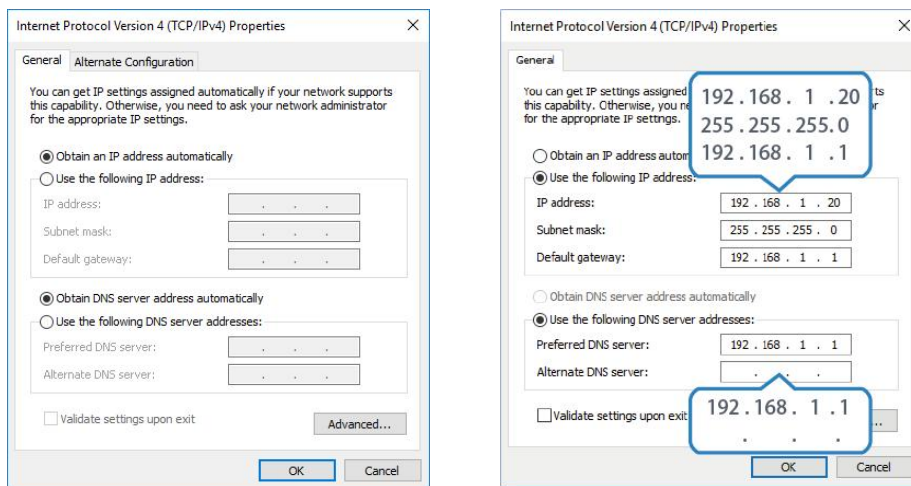 Internet Protocol Version 4 (TCP/IPv4) Properties
General
Alternate Configuration
You can get IP settings assigned automatically if your network supports
this capability. Otherwise, you need to ask your network administrator
for the appropriate IP settings.
Obtain an IP address automatically
Use the following IP address:
IP address:
. . .
Subnet mask:
. . .
Default gateway:
. . .
Obtain DNS server address automatically
Use the following DNS server addresses:
Preferred DNS server:
. . .
Alternate DNS server:
. . .
Validate settings upon exit
Advanced...
OK
Cancel
Internet Protocol Version 4 (TCP/IPv4) Properties
General
You can get IP settings assigned
this capability. Otherwise, you
for the appropriate IP settings.
192.168. 1 .20
255.255.255.0
192.168. 1 .1
Obtain an IP address
Use the following IP address:
IP address:
192 . 168 . 1 . 20
Subnet mask:
255 . 255 . 255 . 0
Default gateway:
192 . 168 . 1 . 1
Obtain DNS server address automatically
Use the following DNS server addresses:
Preferred DNS server:
192 . 168 . 1 . 1
Alternate DNS server:
. . .
192.168. 1 .1
. . .
Validate settings upon exit
OK
Cancel